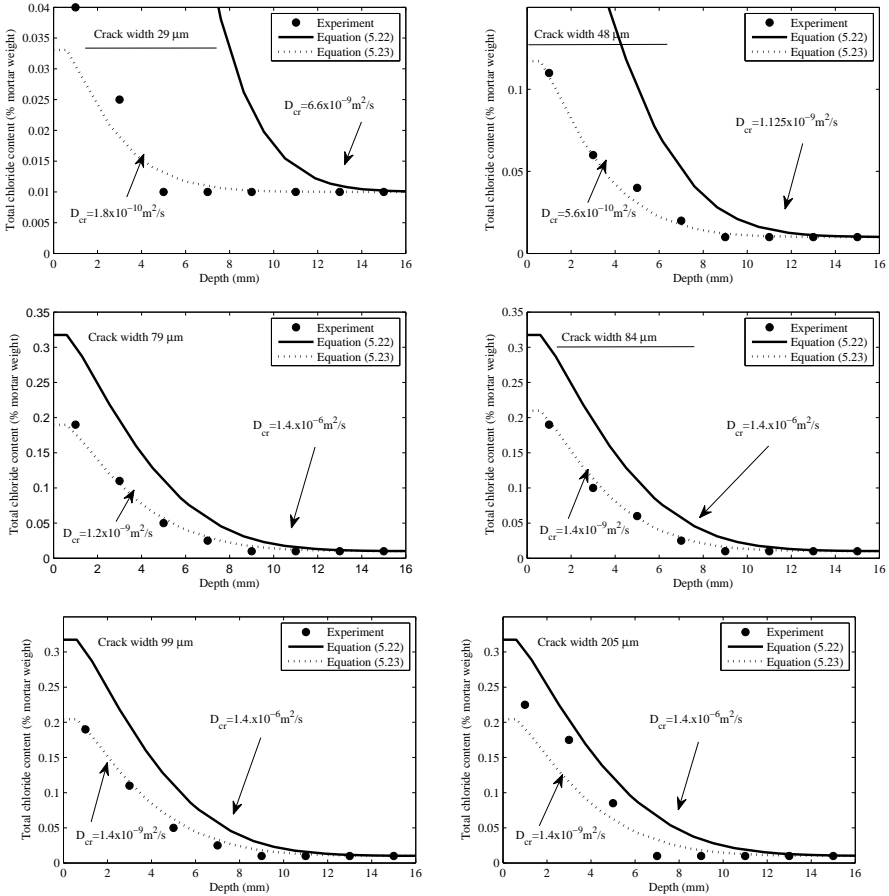 Total chloride content (% mortar weight)
0.04
0.035
0.03
0.025
0.02
0.015
0.01
0.005
0
Crack width 29 μm
Experiment
Equation (5.22)
Equation (5.23)
D_cr=6.6x10^−9 m^2/s
D_cr=1.8x10^−10 m^2/s
0 2 4 6 8 10 12 14 16
Depth (mm)
Total chloride content (% mortar weight)
0.1
0.05
0
Crack width 48 μm
Experiment
Equation (5.22)
Equation (5.23)
D_cr=1.125x10^−9 m^2/s
D_cr=5.6x10^−10 m^2/s
0 2 4 6 8 10 12 14 16
Depth (mm)
Total chloride content (% mortar weight)
0.35
0.3
0.25
0.2
0.15
0.1
0.05
0
Crack width 79 μm
Experiment
Equation (5.22)
Equation (5.23)
D_cr=1.4.x10^−6 m^2/s
D_cr=1.2x10^−9 m^2/s
0 2 4 6 8 10 12 14 16
Depth (mm)
Total chloride content (% mortar weight)
0.35
0.3
0.25
0.2
0.15
0.1
0.05
0
Crack width 84 μm
Experiment
Equation (5.22)
Equation (5.23)
D_cr=1.4.x10^−6 m^2/s
D_cr=1.4x10^−9 m^2/s
0 2 4 6 8 10 12 14 16
Depth (mm)
Total chloride content (% mortar weight)
0.3
0.25
0.2
0.15
0.1
0.05
0
Crack width 99 μm
Experiment
Equation (5.22)
Equation (5.23)
D_cr=1.4.x10^−6 m^2/s
D_cr=1.4x10^−9 m^2/s
0 2 4 6 8 10 12 14 16
Depth (mm)
Total chloride content (% mortar weight)
0.3
0.25
0.2
0.15
0.1
0.05
0
Crack width 205 μm
Experiment
Equation (5.22)
Equation (5.23)
D_cr=1.4.x10^−6 m^2/s
D_cr=1.4x10^−9 m^2/s
0 2 4 6 8 10 12 14 16
Depth (mm)